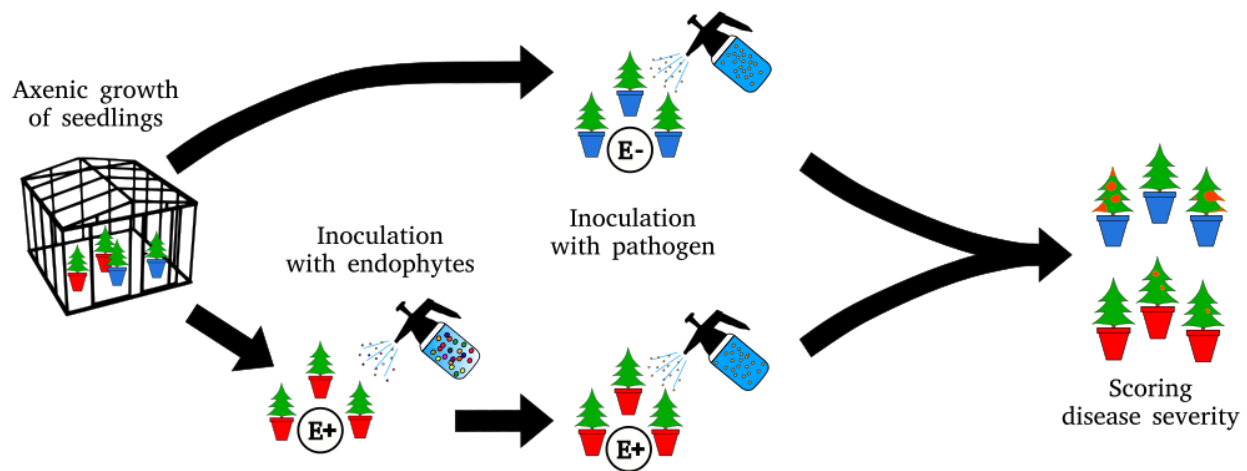 Axenic growth
of seedlings
Inoculation
with endophytes
E+
E-
Inoculation
with pathogen
E+
Scoring
disease severity